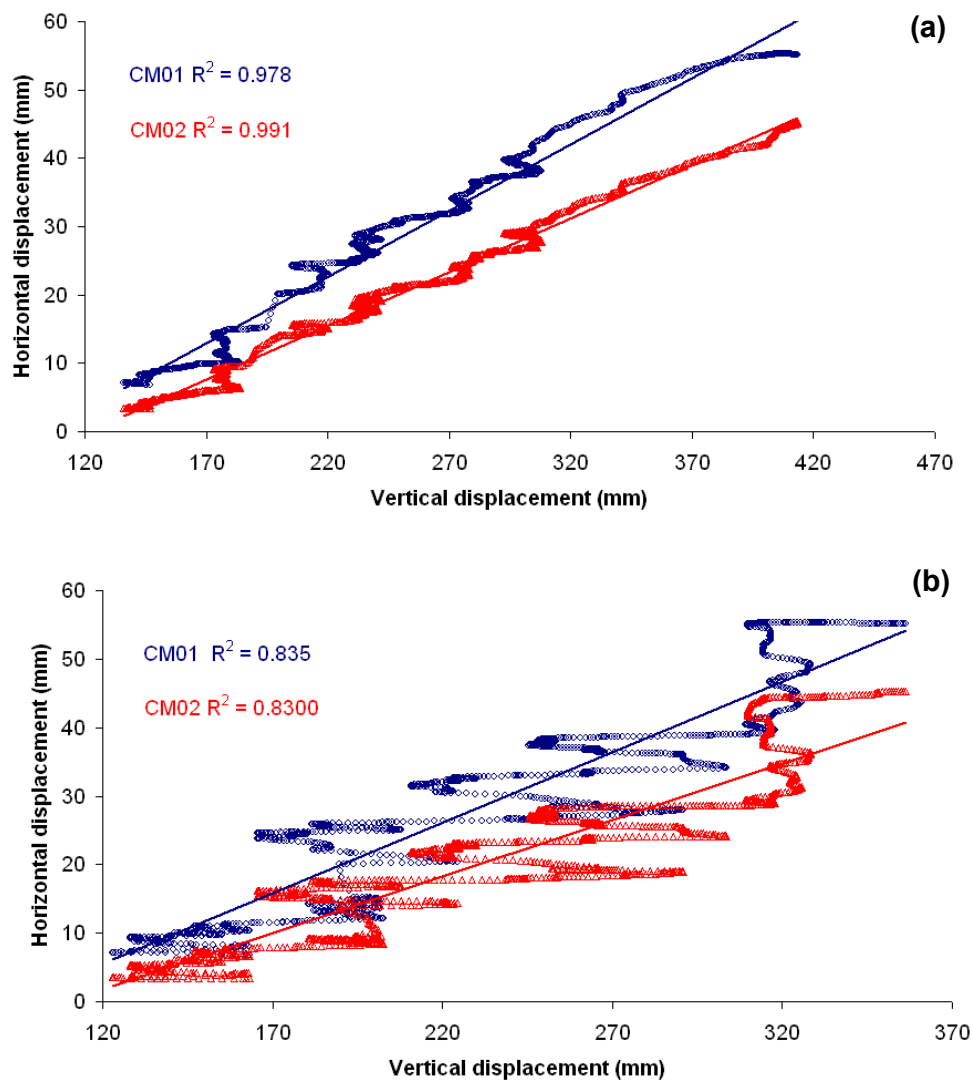 (a)
60
50
40
30
20
10
0
Horizontal displacement (mm)
CM01 R² = 0.978
CM02 R² = 0.991
120 170 220 270 320 370 420 470
Vertical displacement (mm)
(b)
60
50
40
30
20
10
0
Horizontal displacement (mm)
CM01 R² = 0.835
CM02 R² = 0.8300
120 170 220 270 320 370
Vertical displacement (mm)